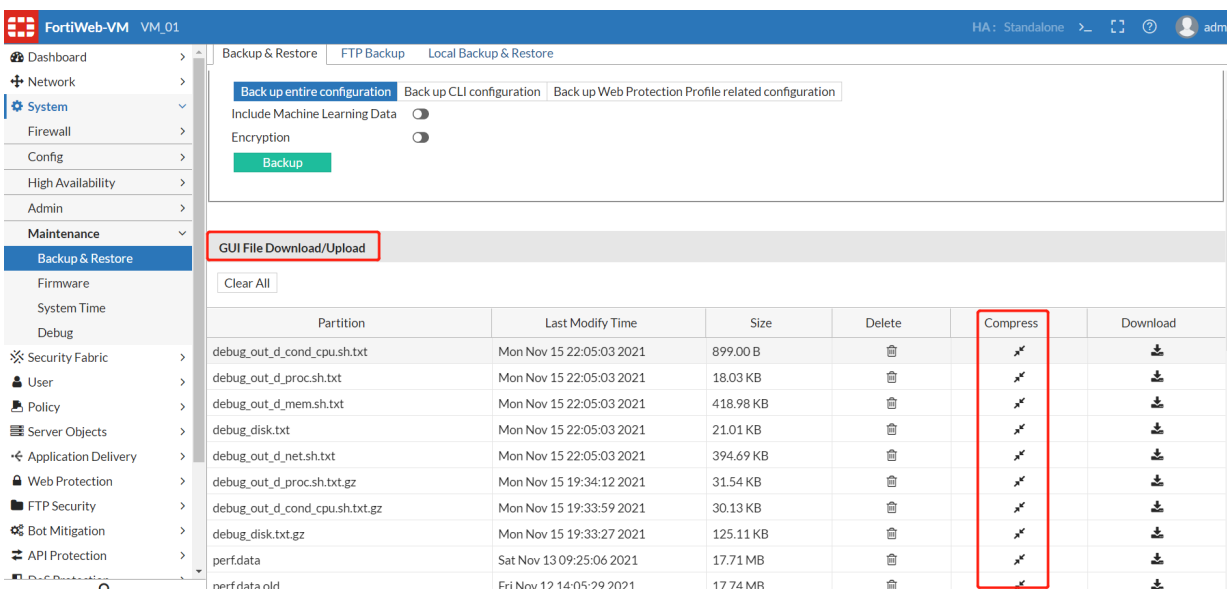 FortiWeb-VM VM_01 HA: Standalone >_ adm
Dashboard
Network
System
Firewall
Config
High Availability
Admin
Maintenance
Backup & Restore
Firmware
System Time
Debug
Security Fabric
User
Policy
Server Objects
Application Delivery
Web Protection
FTP Security
Bot Mitigation
API Protection
DoS Protection
Backup & Restore FTP Backup Local Backup & Restore
Back up entire configuration Back up CLI configuration Back up Web Protection Profile related configuration
Include Machine Learning Data
Encryption
Backup
GUI File Download/Upload
Clear All
Partition Last Modify Time Size Delete Compress Download
debug_out_d_cond_cpu.sh.txt Mon Nov 15 22:05:03 2021 899.00 B
debug_out_d_proc.sh.txt Mon Nov 15 22:05:03 2021 18.03 KB
debug_out_d_mem.sh.txt Mon Nov 15 22:05:03 2021 418.98 KB
debug_disk.txt Mon Nov 15 22:05:03 2021 21.01 KB
debug_out_d_net.sh.txt Mon Nov 15 22:05:03 2021 394.69 KB
debug_out_d_proc.sh.txt.gz Mon Nov 15 19:34:12 2021 31.54 KB
debug_out_d_cond_cpu.sh.txt.gz Mon Nov 15 19:33:59 2021 30.13 KB
debug_disk.txt.gz Mon Nov 15 19:33:27 2021 125.11 KB
perf.data Sat Nov 13 09:25:06 2021 17.71 MB
perf.data.old Fri Nov 12 14:05:29 2021 17.74 MB